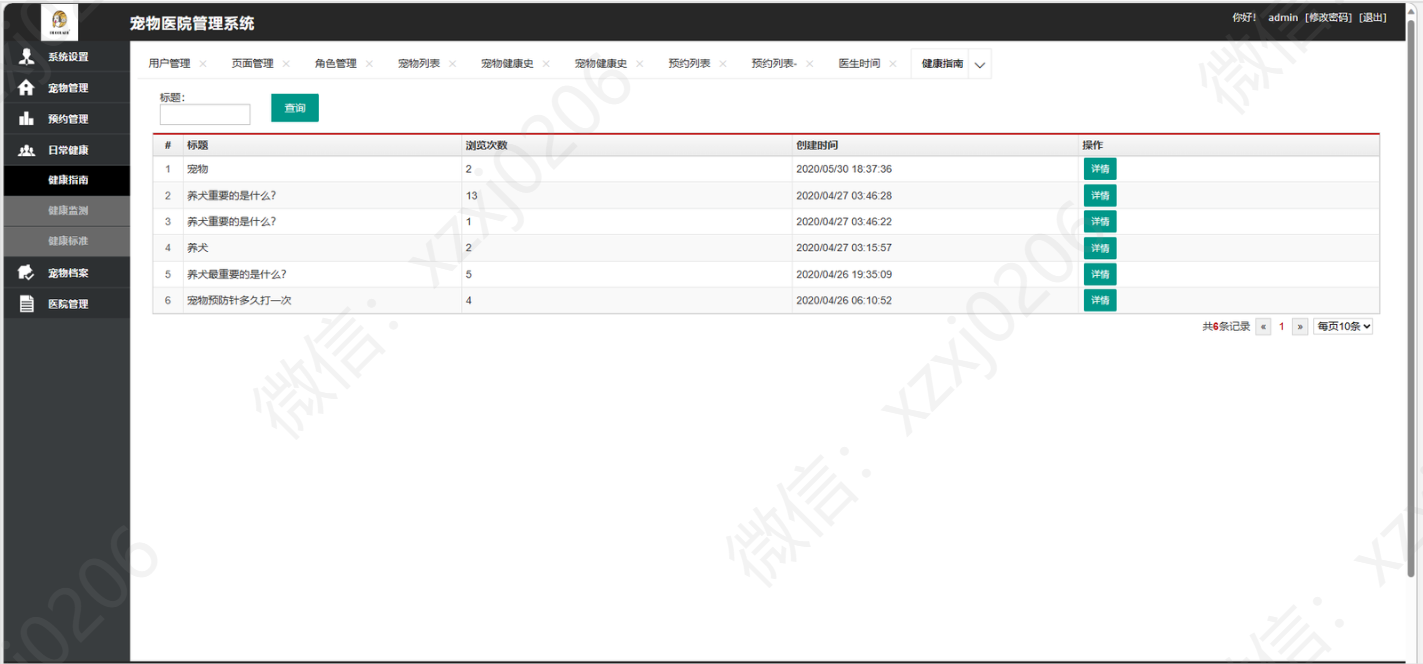 宠物医院管理系统
你好! admin [修改密码] [退出]
系统设置
宠物管理
预约管理
日常健康
健康指南
健康监测
健康标准
宠物档案
医院管理
用户管理 × 页面管理 × 角色管理 × 宠物列表 × 宠物健康史 × 宠物健康史 × 预约列表 × 预约列表- × 医生时间 × 健康指南
标题:
查询
# 标题 浏览次数 创建时间 操作
1 宠物 2 2020/05/30 18:37:36 详情
2 养犬重要的是什么? 13 2020/04/27 03:46:28 详情
3 养犬重要的是什么? 1 2020/04/27 03:46:22 详情
4 养犬 2 2020/04/27 03:15:57 详情
5 养犬最重要的是什么? 5 2020/04/26 19:35:09 详情
6 宠物预防针多久打一次 4 2020/04/26 06:10:52 详情
共6条记录 « 1 » 每页10条
微信: xzxj0206
微信: xzxj0206